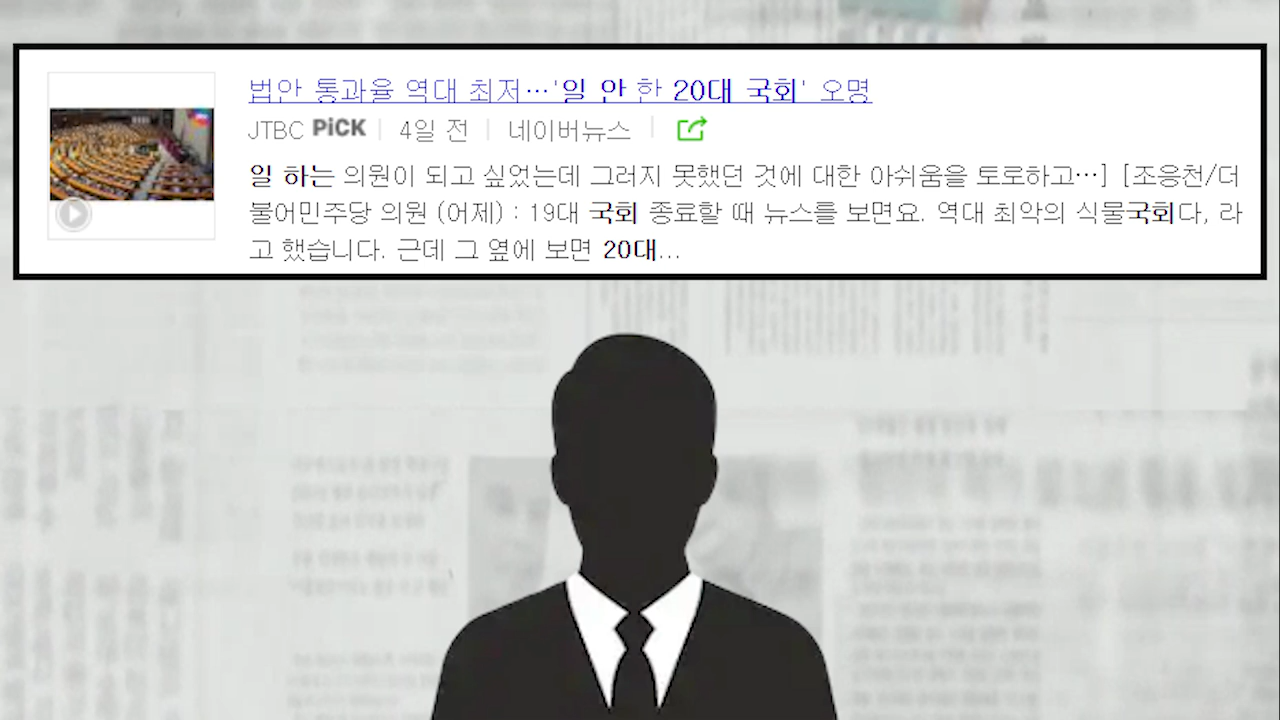 법안 통과율 역대 최저…'일 안 한 20대 국회' 오명
JTBC PiCK 4일 전 네이버뉴스
일 하는 의원이 되고 싶었는데 그러지 못했던 것에 대한 아쉬움을 토로하고…] [조응천/더
불어민주당 의원 (어제) : 19대 국회 종료할 때 뉴스를 보면요. 역대 최악의 식물국회다, 라
고 했습니다. 근데 그 옆에 보면 20대...